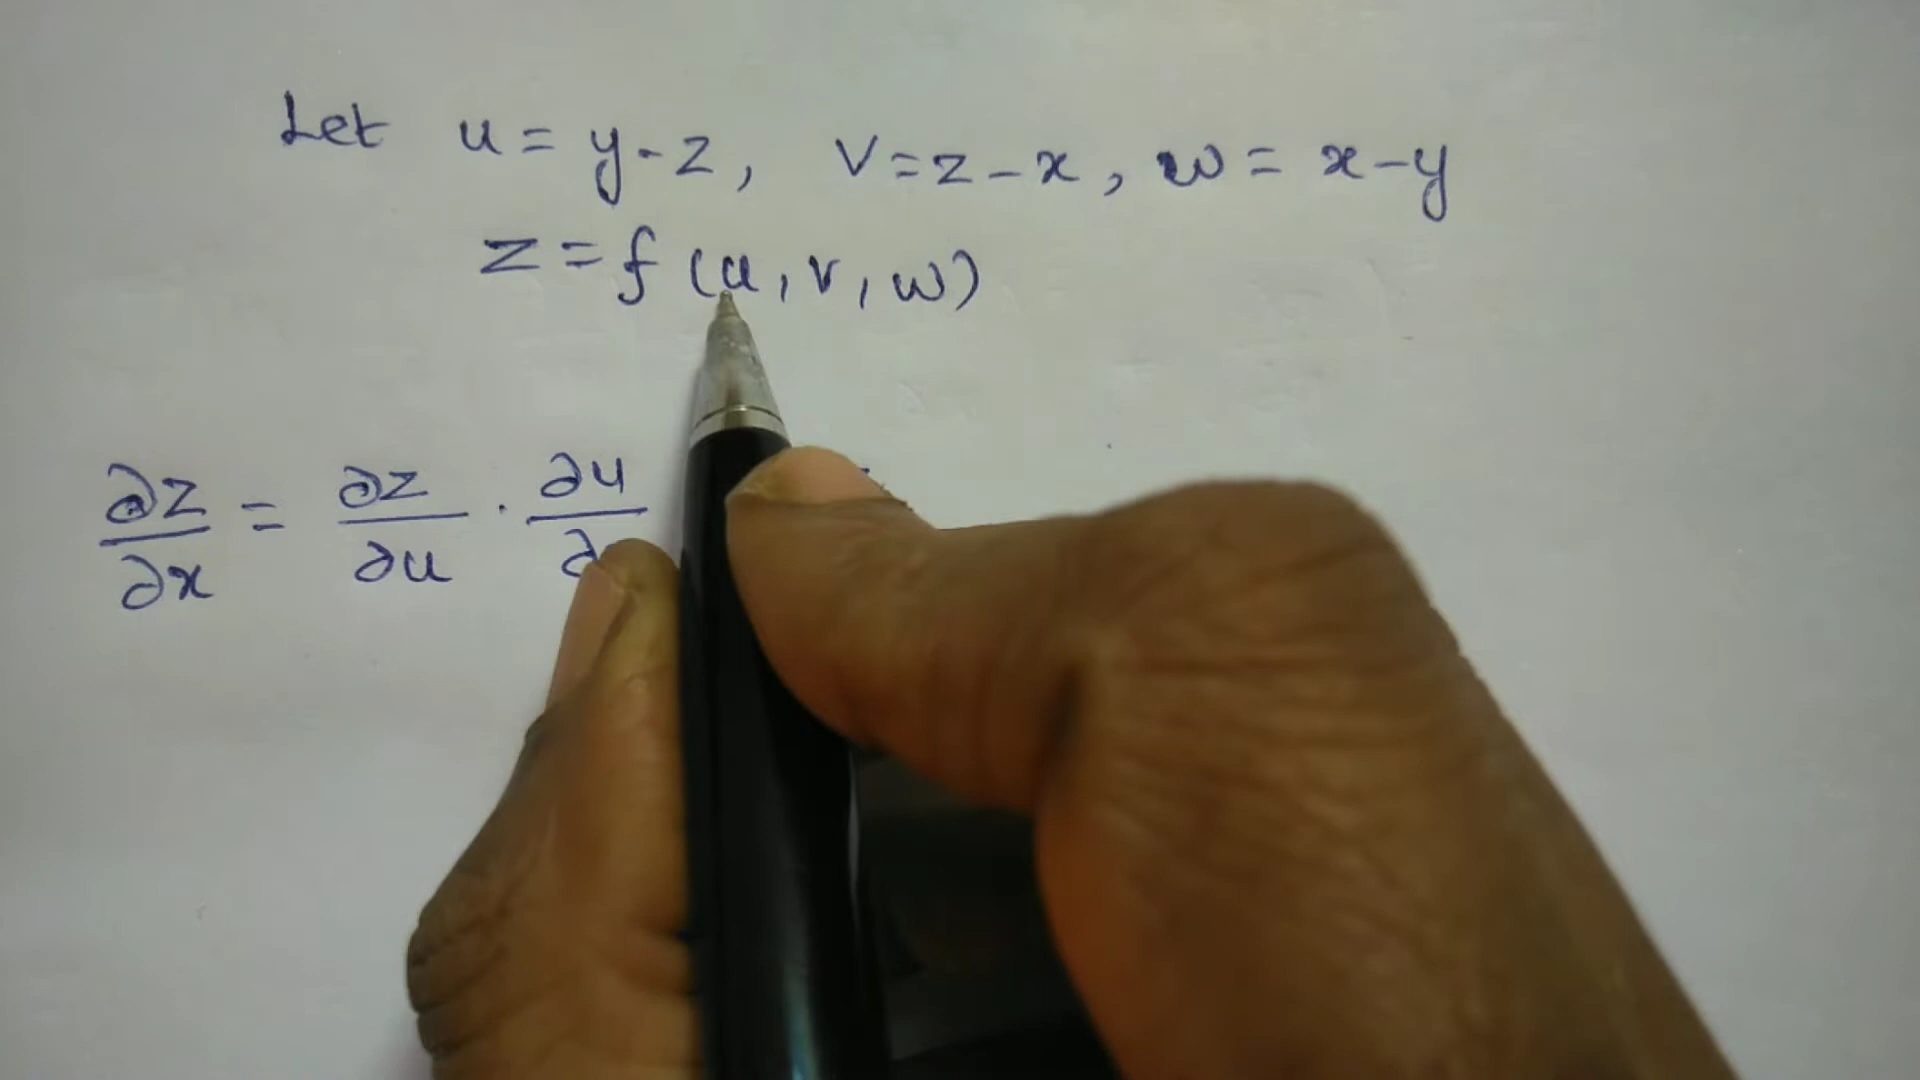 Let u = y - z, v = z - x, w = x - y
z = f (u, v, w)
∂z/∂x = ∂z/∂u . ∂u/∂